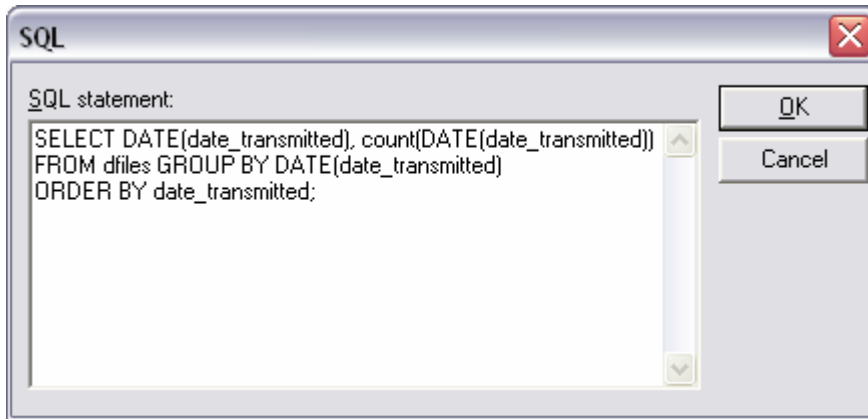 SQL
SQL statement:
SELECT DATE(date_transmitted), count(DATE(date_transmitted))
FROM dfiles GROUP BY DATE(date_transmitted)
ORDER BY date_transmitted;
OK
Cancel